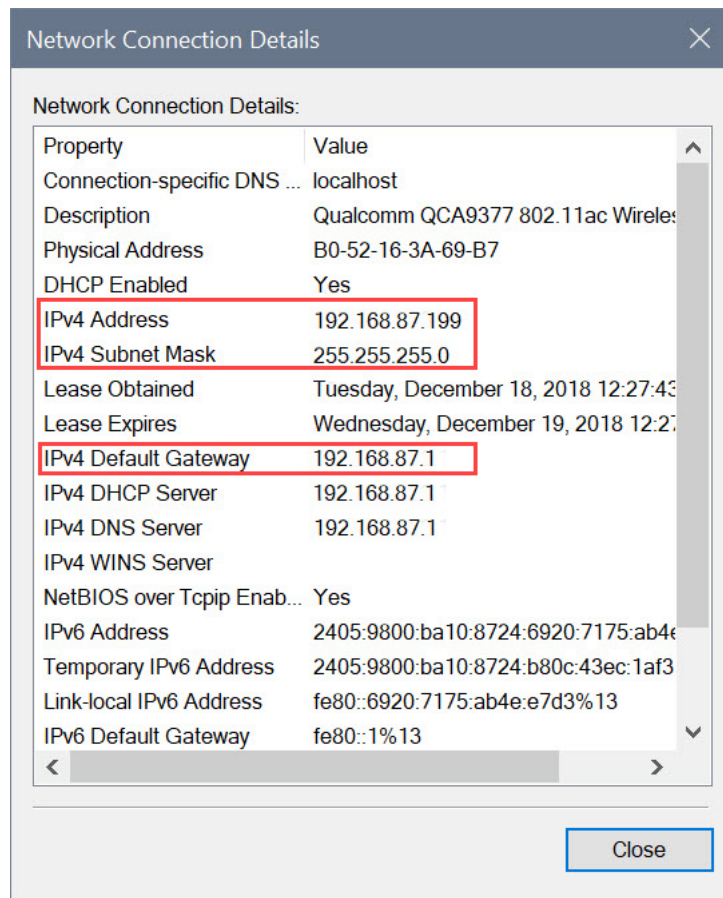 Network Connection Details
Network Connection Details:
Property Value
Connection-specific DNS ... localhost
Description Qualcomm QCA9377 802.11ac Wireles
Physical Address B0-52-16-3A-69-B7
DHCP Enabled Yes
IPv4 Address 192.168.87.199
IPv4 Subnet Mask 255.255.255.0
Lease Obtained Tuesday, December 18, 2018 12:27:43
Lease Expires Wednesday, December 19, 2018 12:27
IPv4 Default Gateway 192.168.87.1
IPv4 DHCP Server 192.168.87.1
IPv4 DNS Server 192.168.87.1
IPv4 WINS Server
NetBIOS over Tcpip Enab... Yes
IPv6 Address 2405:9800:ba10:8724:6920:7175:ab4e
Temporary IPv6 Address 2405:9800:ba10:8724:b80c:43ec:1af3
Link-local IPv6 Address fe80::6920:7175:ab4e:e7d3%13
IPv6 Default Gateway fe80::1%13
Close